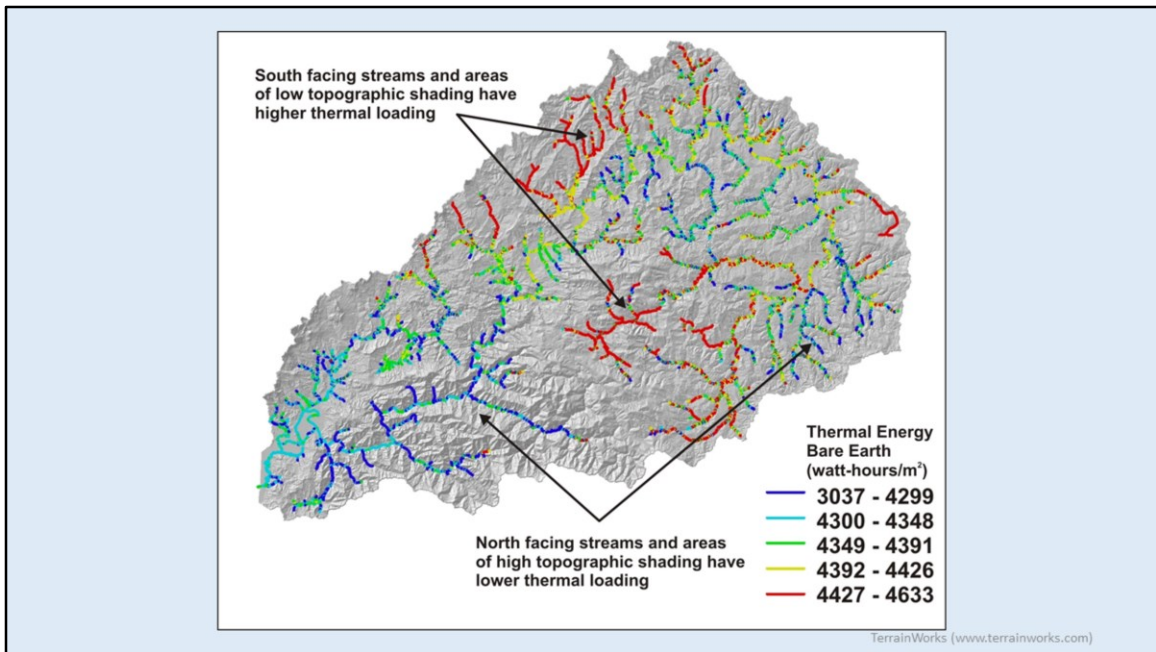 South facing streams and areas
of low topographic shading have
higher thermal loading
North facing streams and areas
of high topographic shading have
lower thermal loading
Thermal Energy
Bare Earth
(watt-hours/m²)
3037 - 4299
4300 - 4348
4349 - 4391
4392 - 4426
4427 - 4633
TerrainWorks (www.terrainworks.com)